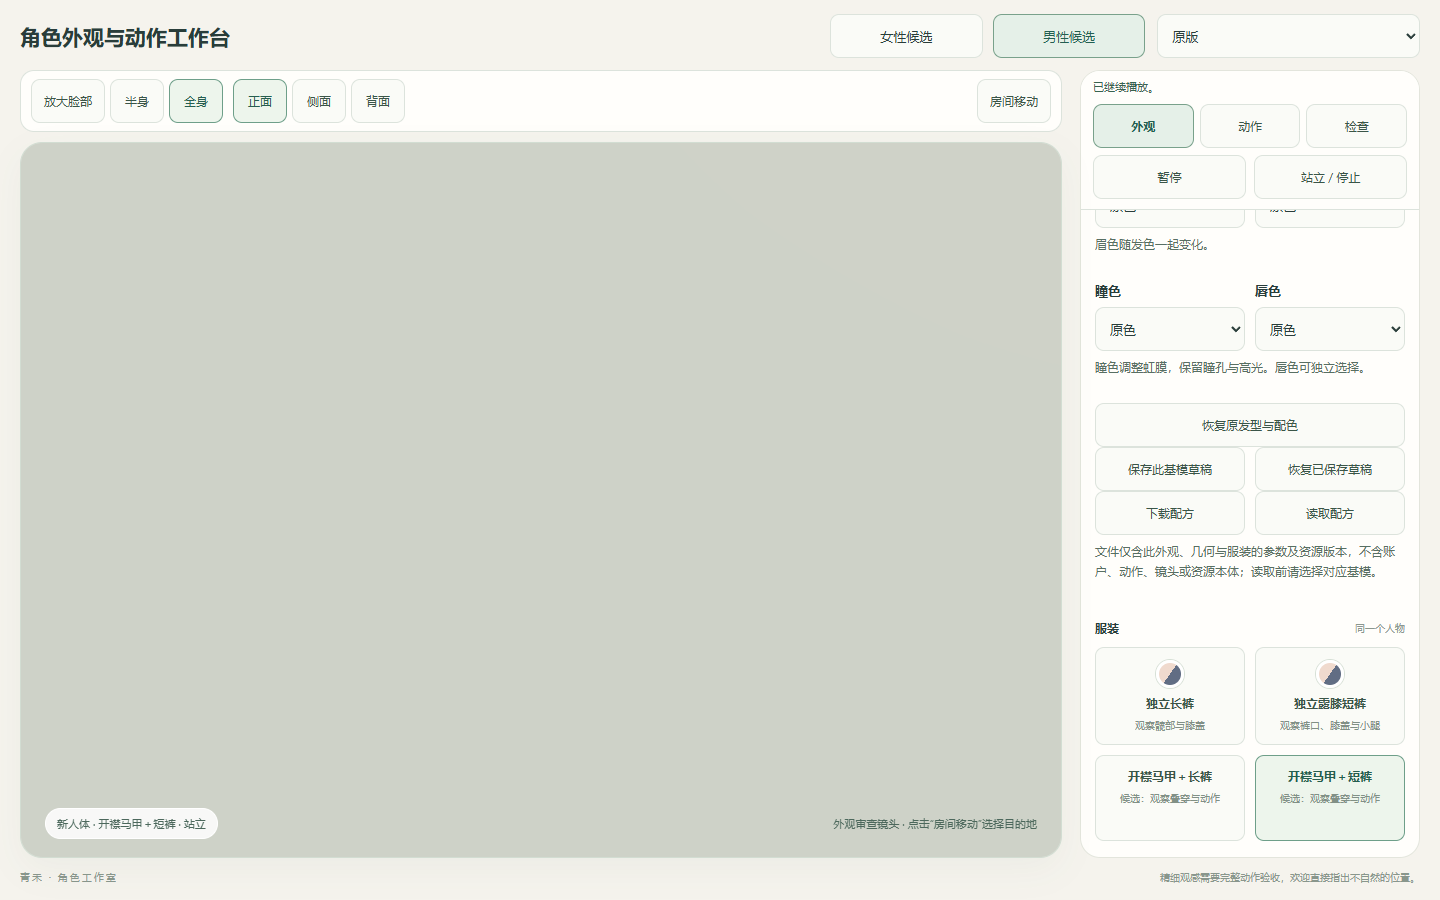 角色外观与动作工作台
女性候选
男性候选
原版
放大脸部
半身
全身
正面
侧面
背面
房间移动
已继续播放。
外观
动作
检查
暂停
站立 / 停止
眉色随发色一起变化。
瞳色
唇色
原色
原色
瞳色调整虹膜，保留瞳孔与高光。唇色可独立选择。
恢复原发型与配色
保存此基模草稿
恢复已保存草稿
下载配方
读取配方
文件仅含此外观、几何与服装的参数及资源版本，不含账
户、动作、镜头或资源本体；读取前请选择对应基模。
服装
同一个人物
独立长裤
观察髋部与膝盖
独立露膝短裤
观察裤口、膝盖与小腿
开襟马甲 + 长裤
候选：观察叠穿与动作
开襟马甲 + 短裤
候选：观察叠穿与动作
新人体 · 开襟马甲 + 短裤 · 站立
外观审查镜头 · 点击“房间移动”选择目的地
青禾 · 角色工作室
精细观感需要完整动作验收，欢迎直接指出不自然的位置。